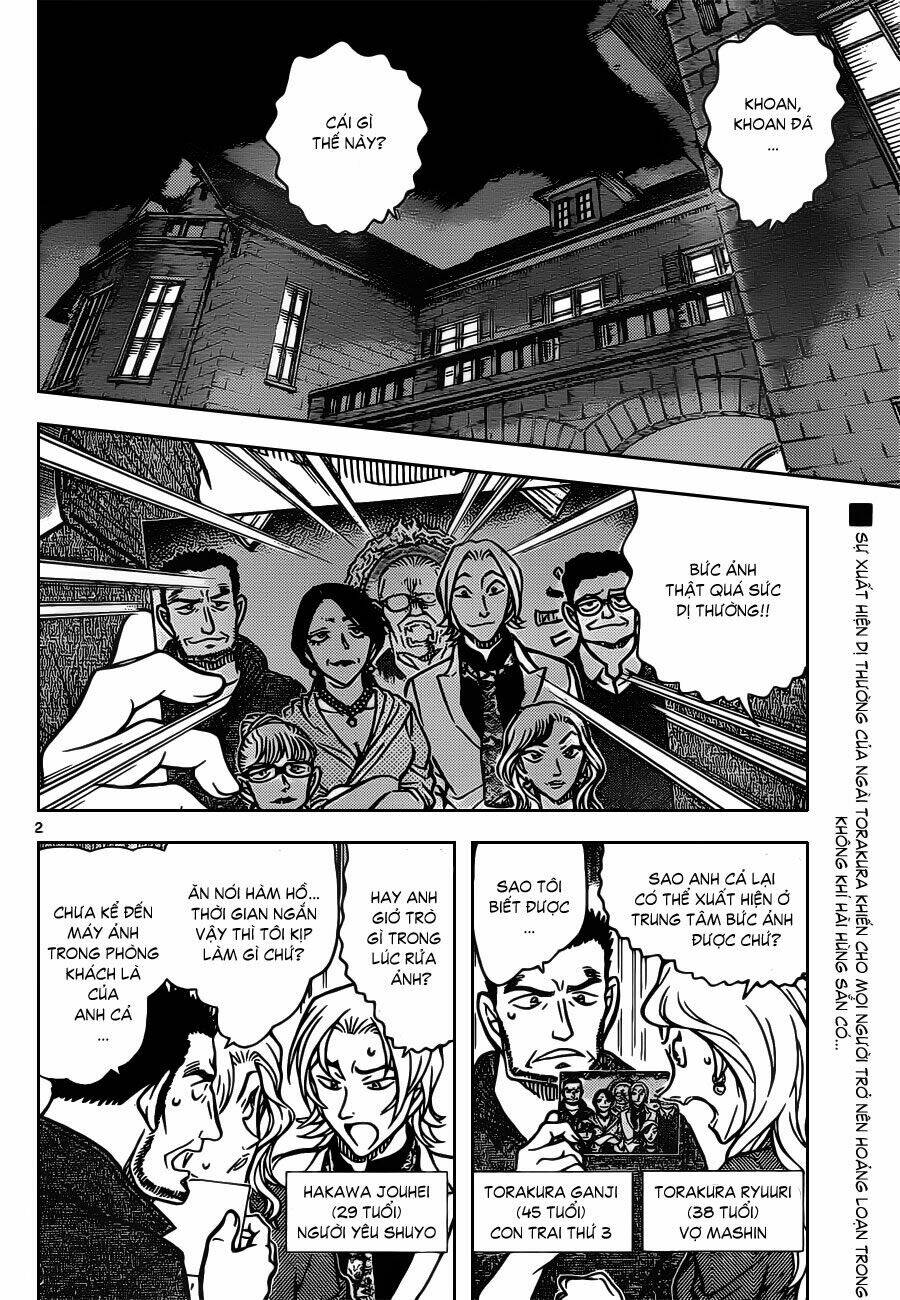 KHOAN,
KHOAN ĐÃ
...
CÁI GÌ
THẾ NÀY?
BỨC ẢNH
THẬT QUÁ SỨC
DỊ THƯỜNG!!
SỰ XUẤT HIỆN DỊ THƯỜNG CỦA NGÀI TORAKURA KHIẾN CHO MỌI NGƯỜI TRỞ NÊN HOẢNG LOẠN TRONG
KHÔNG KHÍ HÃI HÙNG SẴN CÓ...
2
SAO ANH CẢ LẠI
CÓ THỂ XUẤT HIỆN Ở
TRUNG TÂM BỨC ẢNH
ĐƯỢC CHỨ?
SAO TÔI
BIẾT ĐƯỢC
...
TORAKURA RYUURI
(38 TUỔI)
VỢ MASHIN
TORAKURA GANJI
(45 TUỔI)
CON TRAI THỨ 3
HAY ANH
GIỞ TRÒ
GÌ TRONG
LÚC RỬA
ẢNH?
ĂN NÓI HÀM HỒ...
THỜI GIAN NGẮN
VẬY THÌ TÔI KỊP
LÀM GÌ CHỨ?
CHƯA KỂ ĐẾN
MÁY ẢNH
TRONG PHÒNG
KHÁCH LÀ
CỦA
ANH CẢ
...
HAKAWA JOUHEI
(29 TUỔI)
NGƯỜI YÊU SHUYO